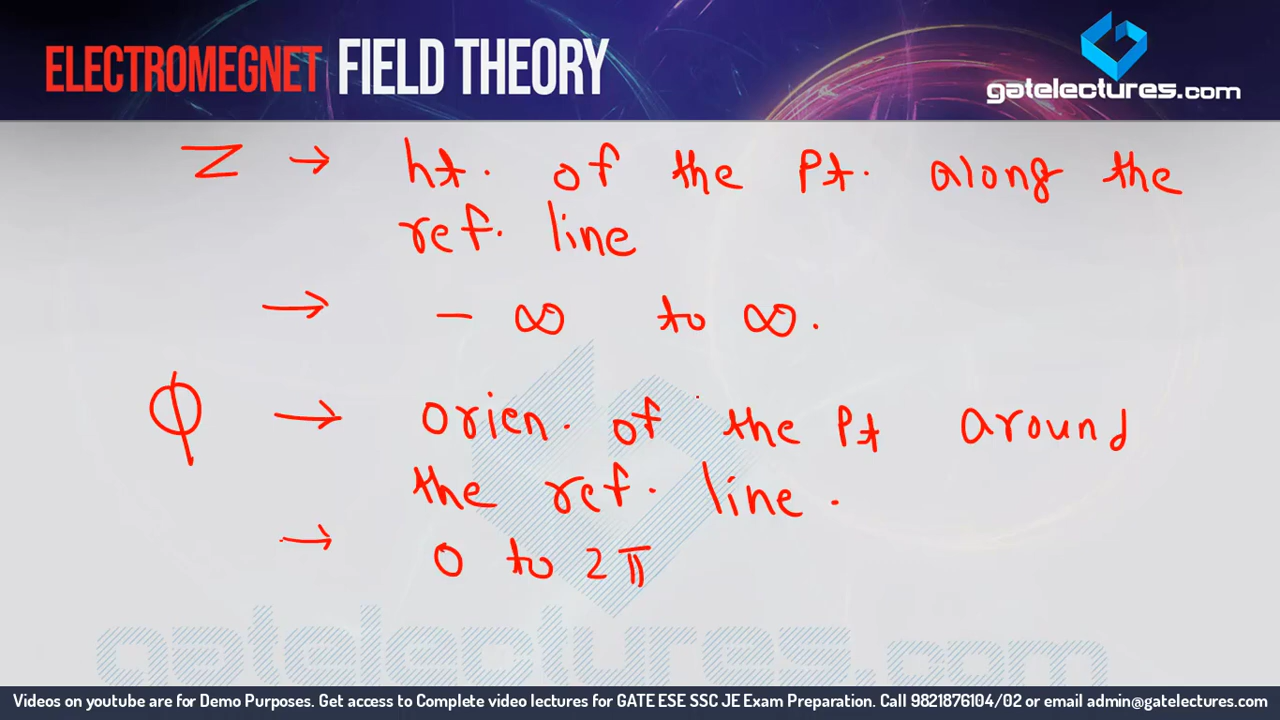 ELECTROMEGNET FIELD THEORY
gatelectures.com
Z → ht. of the Pt. along the
ref. line
→ - ∞ to ∞.
φ → orien. of the Pt around
the ref. line.
→ 0 to 2π
gatelectures.com
Videos on youtube are for Demo Purposes. Get access to Complete video lectures for GATE ESE SSC JE Exam Preparation. Call 9821876104/02 or email admin@gatelectures.com